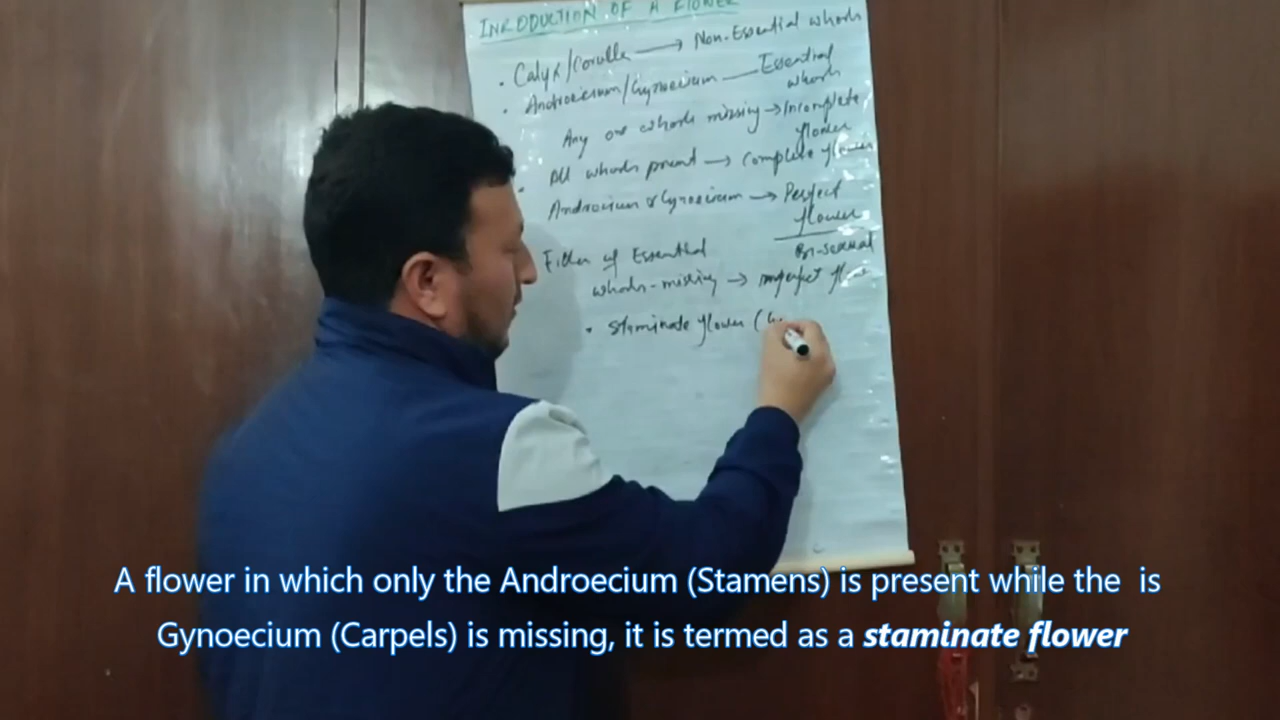 INRODUCTION OF A FLOWER
• Calyx/Corolla → Non-Essential whorls
• Androecium/Gynoecium — Essential
whorls
Any one whorls missing → Incomplete
flower
• All whorls present → Complete flower
Androecium & Gynoecium → Perfect
flower
Bi-sexual
Either of Essential
whorls-missing → imperfect
• Staminate flower (
A flower in which only the Androecium (Stamens) is present while the is
Gynoecium (Carpels) is missing, it is termed as a staminate flower